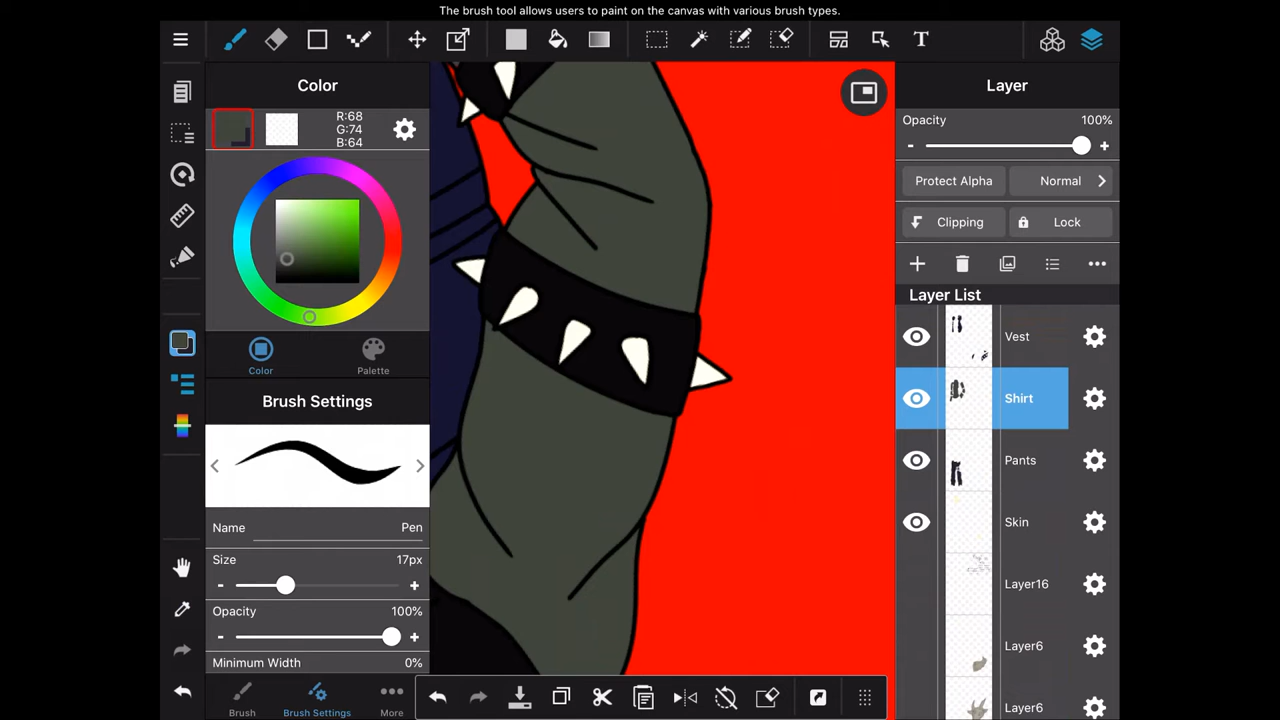 The brush tool allows users to paint on the canvas with various brush types.
T
Color
R:68
G:74
B:64
Color
Palette
Brush Settings
Name
Pen
Size
17px
-
+
Opacity
100%
-
+
Minimum Width
0%
Brush
Brush Settings
More
Layer
Opacity
100%
-
+
Protect Alpha
Normal
Clipping
Lock
Layer List
Vest
Shirt
Pants
Skin
Layer16
Layer6
Layer6